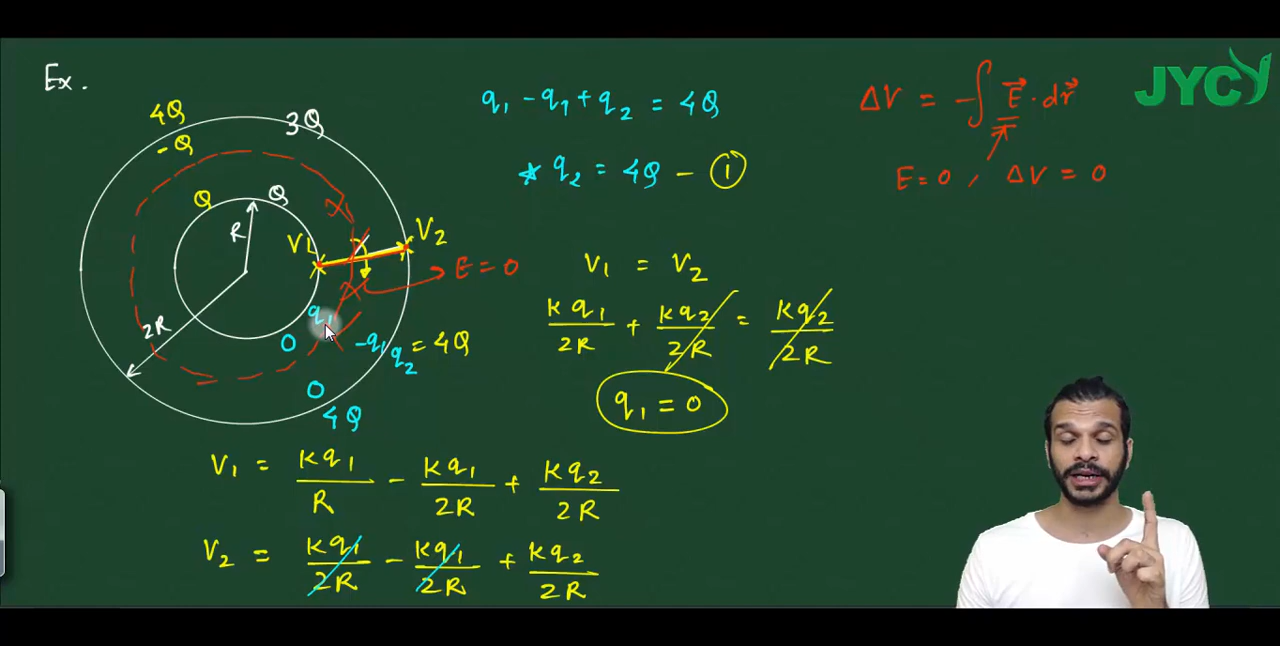 Ex.
JYC
4Q
3Q
-Q
Q
Q
R
V1
V₂
2R
E = 0
q₁
0
-q₁
q₂ = 4Q
0
4Q
q₁ - q₁ + q₂ = 4Q
* q₂ = 4Q - ①
ΔV = -∫ E⃗ · dr⃗
E = 0 , ΔV = 0
V₁ = V₂
kq₁/2R + kq₂/2R = kq₂/2R
q₁ = 0
V₁ = kq₁/R - kq₁/2R + kq₂/2R
V₂ = kq₁/2R - kq₁/2R + kq₂/2R